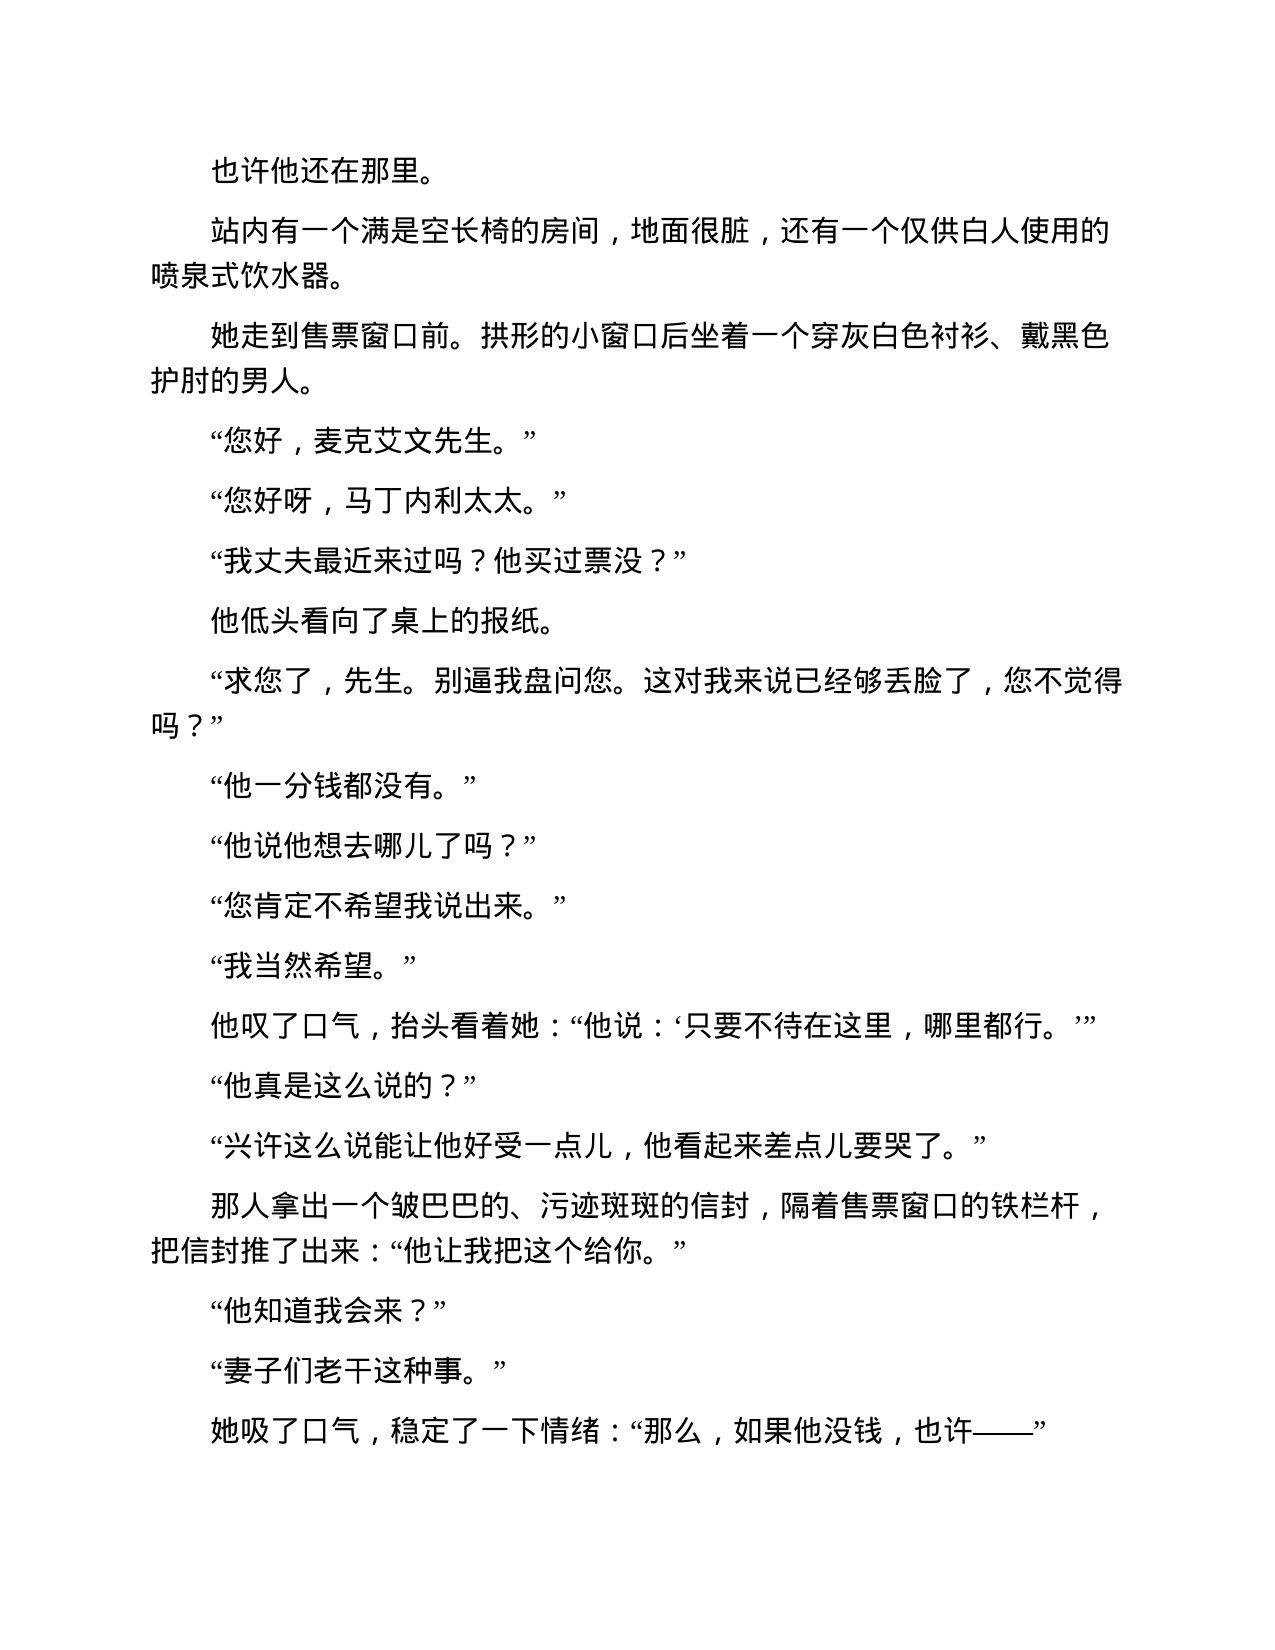 也许他还在那里。
站内有一个满是空长椅的房间，地面很脏，还有一个仅供白人使用的
喷泉式饮水器。
她走到售票窗口前。拱形的小窗口后坐着一个穿灰白色衬衫、戴黑色
护肘的男人。
“您好，麦克艾文先生。”
“您好呀，马丁内利太太。”
“我丈夫最近来过吗？他买过票没？”
他低头看向了桌上的报纸。
“求您了，先生。别逼我盘问您。这对我来说已经够丢脸了，您不觉得
吗？”
“他一分钱都没有。”
“他说他想去哪儿了吗？”
“您肯定不希望我说出来。”
“我当然希望。”
他叹了口气，抬头看着她：“他说：‘只要不待在这里，哪里都行。’”
“他真是这么说的？”
“兴许这么说能让他好受一点儿，他看起来差点儿要哭了。”
那人拿出一个皱巴巴的、污迹斑斑的信封，隔着售票窗口的铁栏杆，
把信封推了出来：“他让我把这个给你。”
“他知道我会来？”
“妻子们老干这种事。”
她吸了口气，稳定了一下情绪：“那么，如果他没钱，也许——”